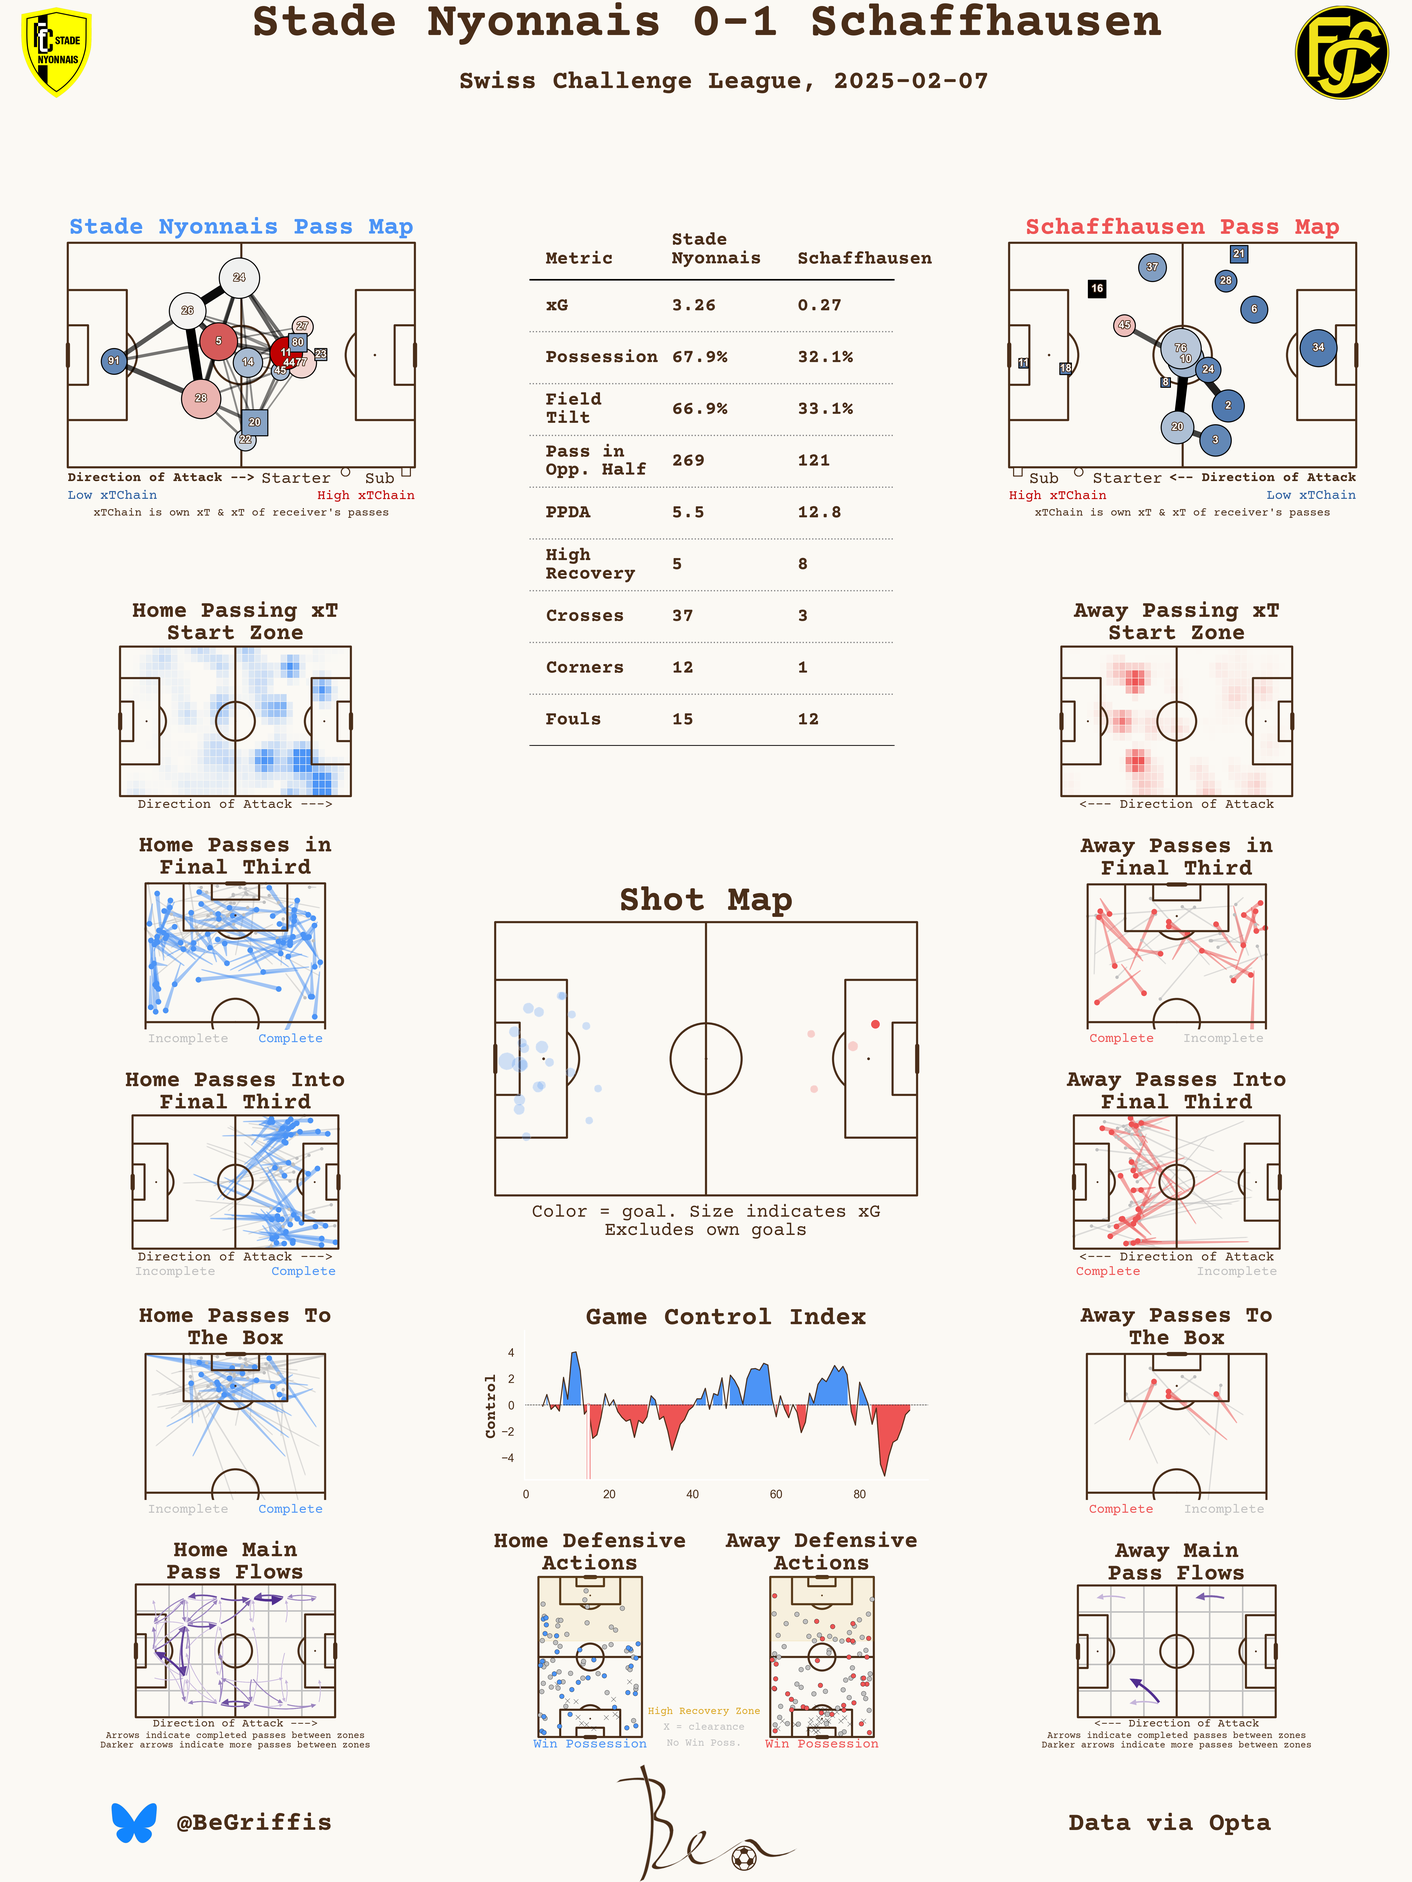 Stade Nyonnais 0-1 Schaffhausen
Swiss Challenge League, 2025-02-07
FC
STADE
NYONNAIS
FCS
Stade Nyonnais Pass Map
24
26
5
27
80
11
23
91
14
44
77
45
28
20
22
Direction of Attack --> Starter Sub
Low xTChain High xTChain
xTChain is own xT & xT of receiver's passes
Metric Stade Nyonnais Schaffhausen
xG 3.26 0.27
Possession 67.9% 32.1%
Field Tilt 66.9% 33.1%
Pass in Opp. Half 269 121
PPDA 5.5 12.8
High Recovery 5 8
Crosses 37 3
Corners 12 1
Fouls 15 12
Schaffhausen Pass Map
21
37
28
16
6
45
76
34
10
11
18
24
8
2
20
3
Sub Starter <-- Direction of Attack
High xTChain Low xTChain
xTChain is own xT & xT of receiver's passes
Home Passing xT
Start Zone
Direction of Attack --->
Away Passing xT
Start Zone
<--- Direction of Attack
Home Passes in
Final Third
Incomplete Complete
Away Passes in
Final Third
Complete Incomplete
Shot Map
Color = goal. Size indicates xG
Excludes own goals
Home Passes Into
Final Third
Direction of Attack --->
Incomplete Complete
Away Passes Into
Final Third
<--- Direction of Attack
Complete Incomplete
Home Passes To
The Box
Incomplete Complete
Game Control Index
Control
4
2
0
−2
−4
0 20 40 60 80
Away Passes To
The Box
Complete Incomplete
Home Main
Pass Flows
Direction of Attack --->
Arrows indicate completed passes between zones
Darker arrows indicate more passes between zones
Home Defensive
Actions
Win Possession
High Recovery Zone
X = clearance
No Win Poss.
Away Defensive
Actions
Win Possession
Away Main
Pass Flows
<--- Direction of Attack
Arrows indicate completed passes between zones
Darker arrows indicate more passes between zones
@BeGriffis
Ben
Data via Opta